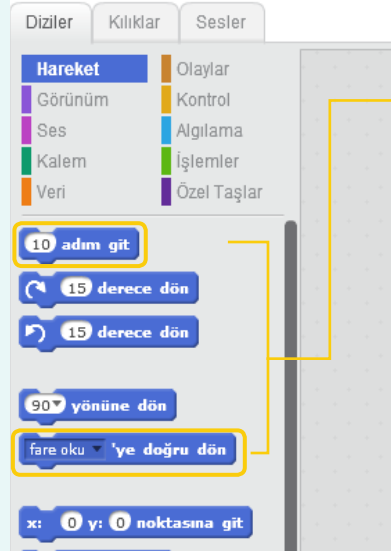 Diziler Kılıklar Sesler
Hareket Olaylar
Görünüm Kontrol
Ses Algılama
Kalem İşlemler
Veri Özel Taşlar
10 adım git
15 derece dön
15 derece dön
90 yönüne dön
fare oku 'ye doğru dön
x: 0 y: 0 noktasına git